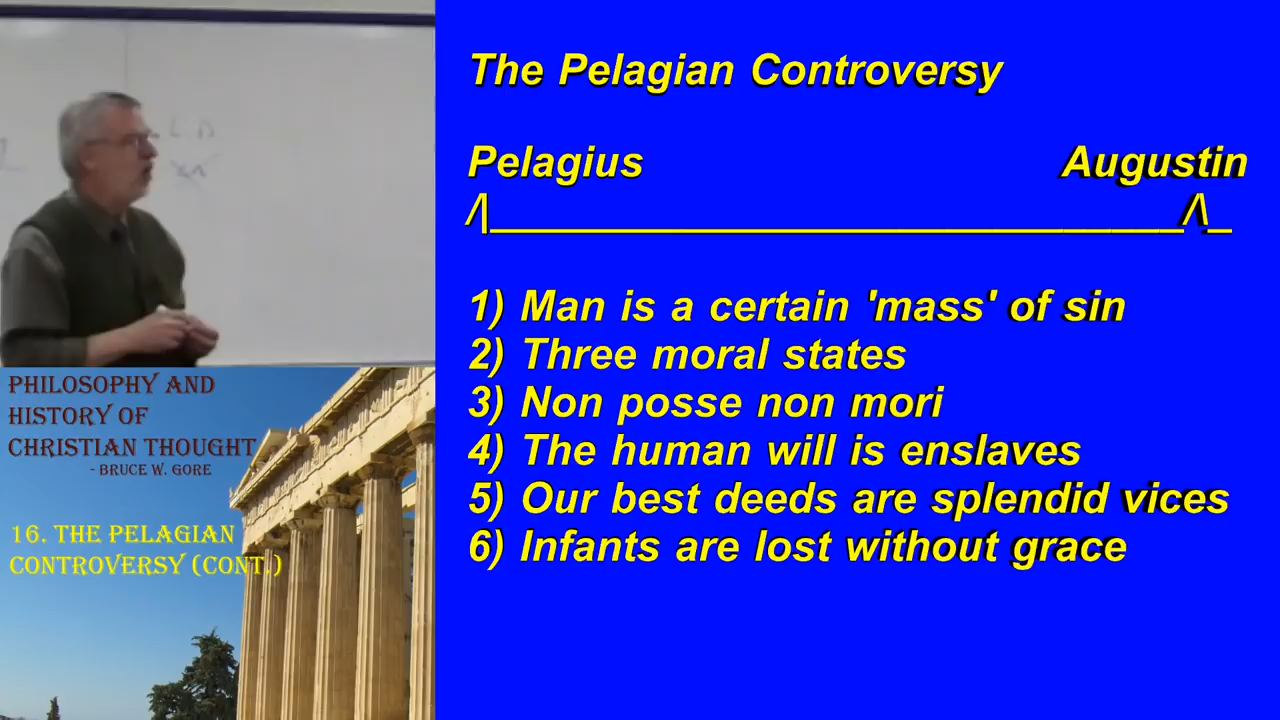 The Pelagian Controversy
Pelagius Augustin
/|_________________________________/\_
1) Man is a certain 'mass' of sin
2) Three moral states
3) Non posse non mori
4) The human will is enslaves
5) Our best deeds are splendid vices
6) Infants are lost without grace
PHILOSOPHY AND
HISTORY OF
CHRISTIAN THOUGHT
- BRUCE W. GORE
16. THE PELAGIAN
CONTROVERSY (CONT.)